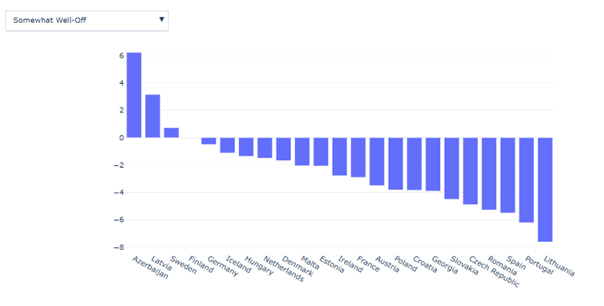 Somewhat Well-Off
6
4
2
0
−2
−4
−6
−8
Azerbaijan
Latvia
Sweden
Finland
Germany
Iceland
Hungary
Netherlands
Denmark
Malta
Estonia
Ireland
France
Austria
Poland
Croatia
Georgia
Slovakia
Czech Republic
Romania
Spain
Portugal
Lithuania